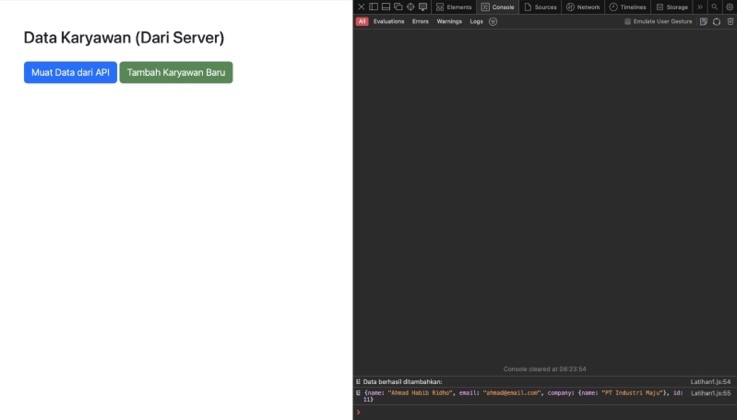 Data Karyawan (Dari Server)
Muat Data dari API Tambah Karyawan Baru
Elements Console Sources Network Timelines Storage
All Evaluations Errors Warnings Logs Emulate User Gesture
Console cleared at 06:23:54
Data berhasil ditambahkan: Latihan1.js:54
{name: "Ahmad Habib Ridho", email: "ahmad@email.com", company: {name: "PT Industri Maju"}, id: Latihan1.js:55
11}